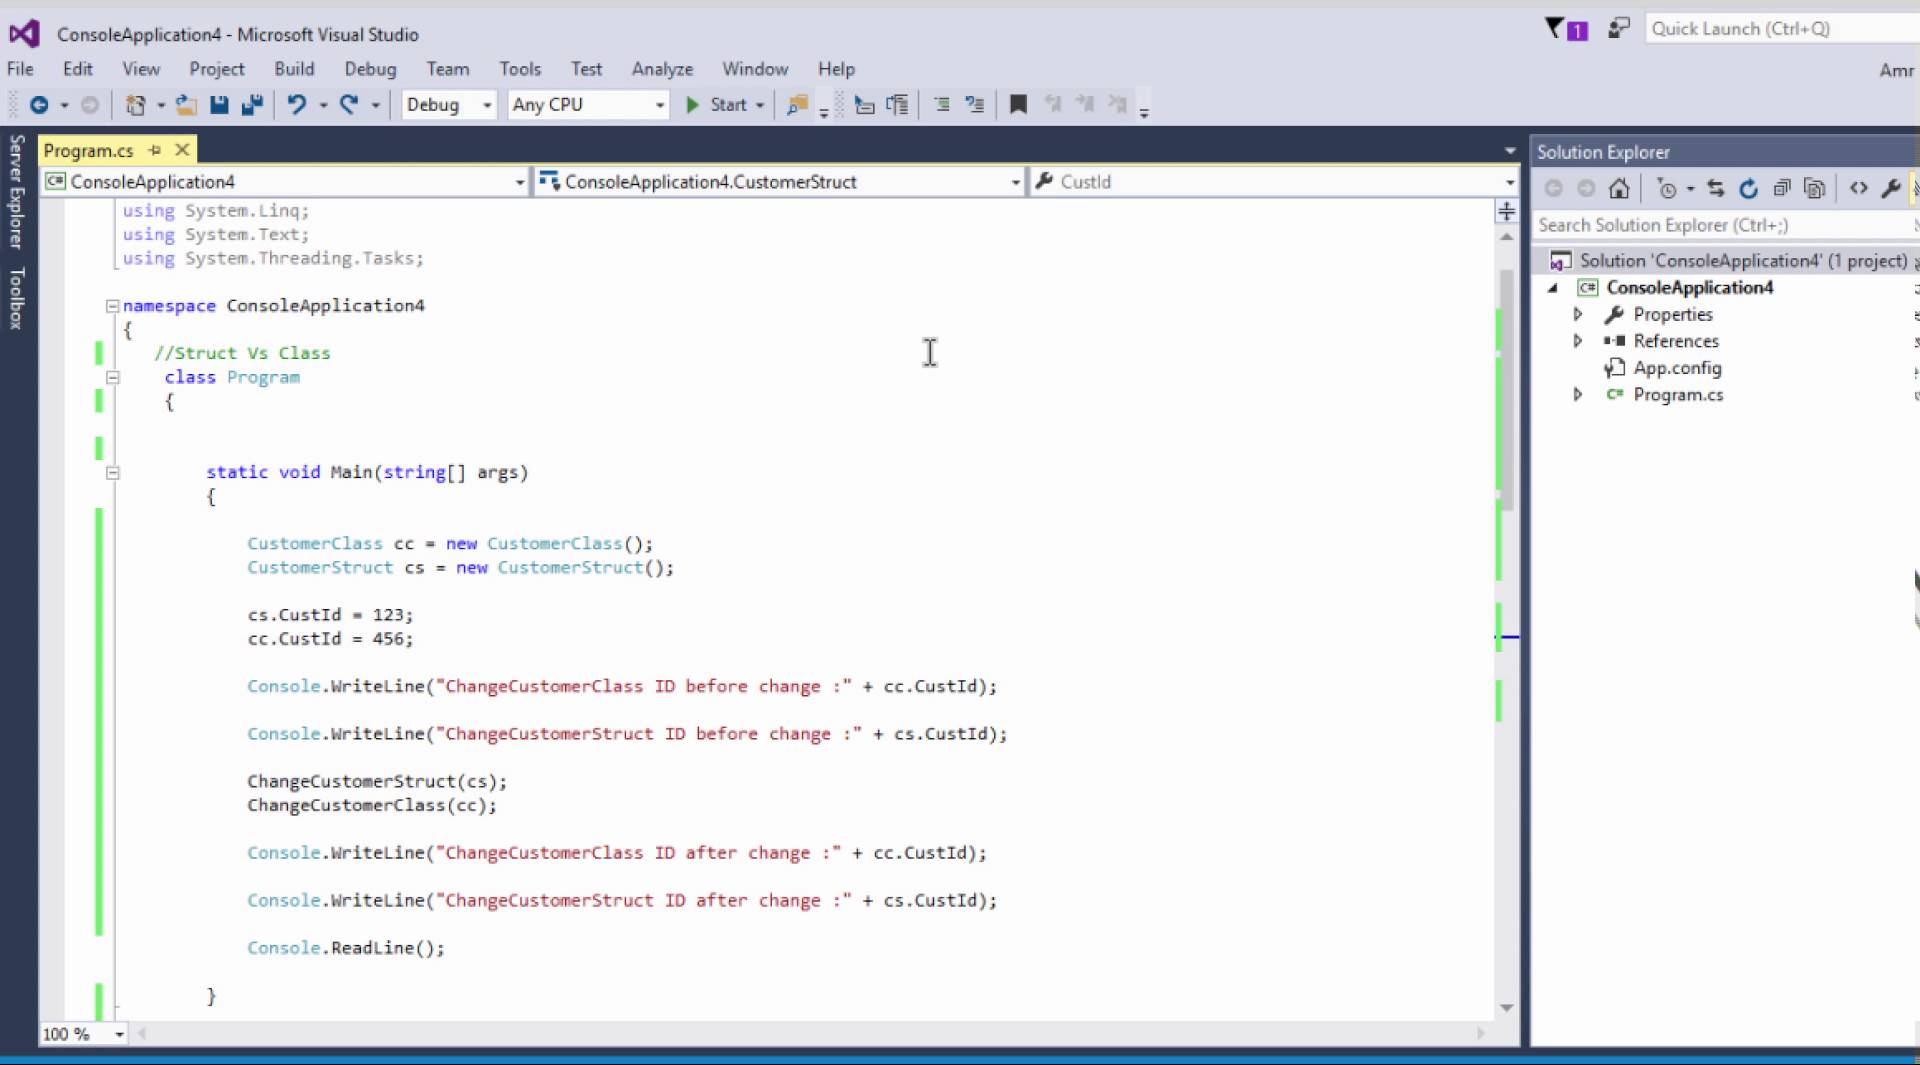 ConsoleApplication4 - Microsoft Visual Studio
1
Quick Launch (Ctrl+Q)
File Edit View Project Build Debug Team Tools Test Analyze Window Help
Amr
Debug Any CPU Start
Server Explorer
Toolbox
Program.cs
ConsoleApplication4 ConsoleApplication4.CustomerStruct CustId
using System.Linq;
using System.Text;
using System.Threading.Tasks;
namespace ConsoleApplication4
{
//Struct Vs Class
class Program
{
static void Main(string[] args)
{
CustomerClass cc = new CustomerClass();
CustomerStruct cs = new CustomerStruct();
cs.CustId = 123;
cc.CustId = 456;
Console.WriteLine("ChangeCustomerClass ID before change :" + cc.CustId);
Console.WriteLine("ChangeCustomerStruct ID before change :" + cs.CustId);
ChangeCustomerStruct(cs);
ChangeCustomerClass(cc);
Console.WriteLine("ChangeCustomerClass ID after change :" + cc.CustId);
Console.WriteLine("ChangeCustomerStruct ID after change :" + cs.CustId);
Console.ReadLine();
}
100 %
Solution Explorer
Search Solution Explorer (Ctrl+;)
Solution 'ConsoleApplication4' (1 project)
C# ConsoleApplication4
Properties
References
App.config
C# Program.cs